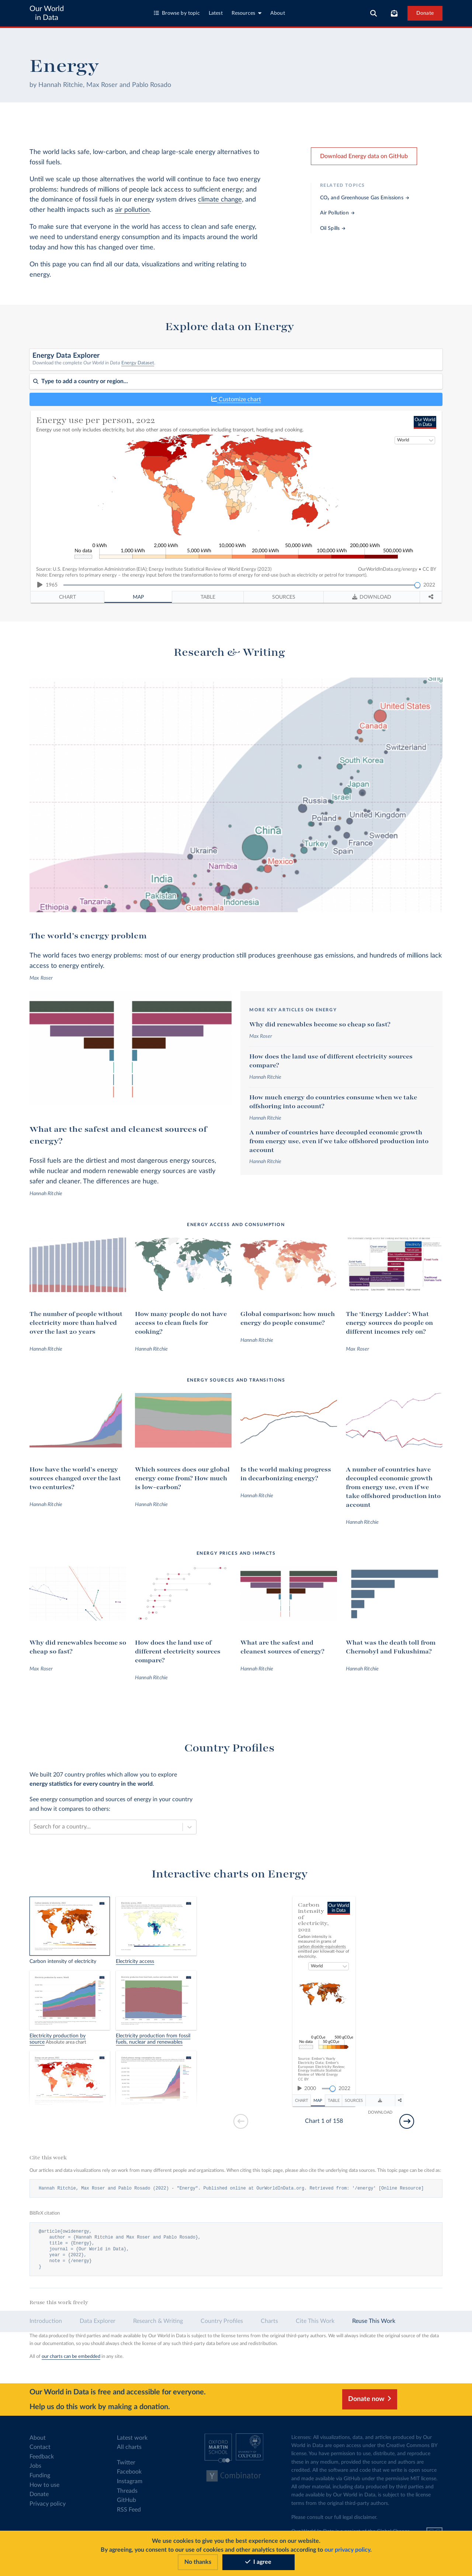 Our World
in Data
Browse by topic
Latest
Resources
About
Donate
Energy
by Hannah Ritchie, Max Roser and Pablo Rosado
The world lacks safe, low-carbon, and cheap large-scale energy alternatives to
fossil fuels.
Until we scale up those alternatives the world will continue to face two energy
problems: hundreds of millions of people lack access to sufficient energy; and
the dominance of fossil fuels in our energy system drives climate change, and
other health impacts such as air pollution.
To make sure everyone in the world has access to clean and safe energy,
we need to understand energy consumption and its impacts around the world
today and how this has changed over time.
On this page you can find all our data, visualizations and writing relating to
energy.
Download Energy data on GitHub
RELATED TOPICS
CO₂ and Greenhouse Gas Emissions →
Air Pollution →
Oil Spills →
Explore data on Energy
Energy Data Explorer
Download the complete Our World in Data Energy Dataset.
Type to add a country or region...
Customize chart
Energy use per person, 2022
Energy use not only includes electricity, but also other areas of consumption including transport, heating and cooking.
Our World
in Data
World
0 kWh 2,000 kWh 10,000 kWh 50,000 kWh 200,000 kWh
No data 1,000 kWh 5,000 kWh 20,000 kWh 100,000 kWh 500,000 kWh
Source: U.S. Energy Information Administration (EIA); Energy Institute Statistical Review of World Energy (2023)
OurWorldInData.org/energy • CC BY
Note: Energy refers to primary energy – the energy input before the transformation to forms of energy for end-use (such as electricity or petrol for transport).
1965
2022
CHART
MAP
TABLE
SOURCES
DOWNLOAD
Research & Writing
United States
Canada
Switzerland
South Korea
Japan
Israel
Russia
Poland
United Kingdom
China
Sweden
Turkey
France
Spain
Ukraine
Mexico
Namibia
India
Pakistan
Indonesia
Tanzania
Ethiopia
Guatemala
The world's energy problem
The world faces two energy problems: most of our energy production still produces greenhouse gas emissions, and hundreds of millions lack
access to energy entirely.
Max Roser
What are the safest and cleanest sources of
energy?
Fossil fuels are the dirtiest and most dangerous energy sources,
while nuclear and modern renewable energy sources are vastly
safer and cleaner. The differences are huge.
Hannah Ritchie
MORE KEY ARTICLES ON ENERGY
Why did renewables become so cheap so fast?
Max Roser
How does the land use of different electricity sources
compare?
Hannah Ritchie
How much energy do countries consume when we take
offshoring into account?
Hannah Ritchie
A number of countries have decoupled economic growth
from energy use, even if we take offshored production into
account
Hannah Ritchie
ENERGY ACCESS AND CONSUMPTION
The number of people without
electricity more than halved
over the last 20 years
Hannah Ritchie
How many people do not have
access to clean fuels for
cooking?
Hannah Ritchie
Global comparison: how much
energy do people consume?
Hannah Ritchie
The 'Energy Ladder': What
energy sources do people on
different incomes rely on?
Max Roser
ENERGY SOURCES AND TRANSITIONS
How have the world's energy
sources changed over the last
two centuries?
Hannah Ritchie
Which sources does our global
energy come from? How much
is low-carbon?
Hannah Ritchie
Is the world making progress
in decarbonizing energy?
Hannah Ritchie
A number of countries have
decoupled economic growth
from energy use, even if we
take offshored production into
account
Hannah Ritchie
ENERGY PRICES AND IMPACTS
Why did renewables become so
cheap so fast?
Max Roser
How does the land use of
different electricity sources
compare?
Hannah Ritchie
What are the safest and
cleanest sources of energy?
Hannah Ritchie
What was the death toll from
Chernobyl and Fukushima?
Hannah Ritchie
Country Profiles
We built 207 country profiles which allow you to explore
energy statistics for every country in the world.
See energy consumption and sources of energy in your country
and how it compares to others:
Search for a country...
Interactive charts on Energy
Carbon intensity of electricity
Electricity access
Electricity production by
source Absolute area chart
Electricity production from fossil
fuels, nuclear and renewables
Carbon
intensity
of
electricity,
2022
Our World
in Data
Carbon intensity is
measured in grams of
carbon dioxide-equivalents
emitted per kilowatt-hour of
electricity.
World
0 gCO₂e 500 gCO₂e
No data 50 gCO₂e
Source: Ember's Yearly
Electricity Data; Ember's
European Electricity Review;
Energy Institute Statistical
Review of World Energy
CC BY
2000
2022
CHART
MAP
TABLE
SOURCES
DOWNLOAD
Chart 1 of 158
Cite this work
Our articles and data visualizations rely on work from many different people and organizations. When citing this topic page, please also cite the underlying data sources. This topic page can be cited as:
Hannah Ritchie, Max Roser and Pablo Rosado (2022) - "Energy". Published online at OurWorldInData.org. Retrieved from: '/energy' [Online Resource]
BibTeX citation
@article{owidenergy,
author = {Hannah Ritchie and Max Roser and Pablo Rosado},
title = {Energy},
journal = {Our World in Data},
year = {2022},
note = {/energy}
}
Reuse this work freely
Introduction
Data Explorer
Research & Writing
Country Profiles
Charts
Cite This Work
Reuse This Work
The data produced by third parties and made available by Our World in Data is subject to the license terms from the original third-party authors. We will always indicate the original source of the data
in our documentation, so you should always check the license of any such third-party data before use and redistribution.
All of our charts can be embedded in any site.
Our World in Data is free and accessible for everyone.
Help us do this work by making a donation.
Donate now
About
Contact
Feedback
Jobs
Funding
How to use
Donate
Privacy policy
Latest work
All charts
Twitter
Facebook
Instagram
Threads
GitHub
RSS Feed
OXFORD
MARTIN
SCHOOL
UNIVERSITY OF
OXFORD
Y Combinator
Licenses: All visualizations, data, and articles produced by Our
World in Data are open access under the Creative Commons BY
license. You have permission to use, distribute, and reproduce
these in any medium, provided the source and authors are
credited. All the software and code that we write is open source
and made available via GitHub under the permissive MIT license.
All other material, including data produced by third parties and
made available by Our World in Data, is subject to the license
terms from the original third-party authors.
Please consult our full legal disclaimer.
We use cookies to give you the best experience on our website.
By agreeing, you consent to our use of cookies and other analytics tools according to our privacy policy.
No thanks
I agree